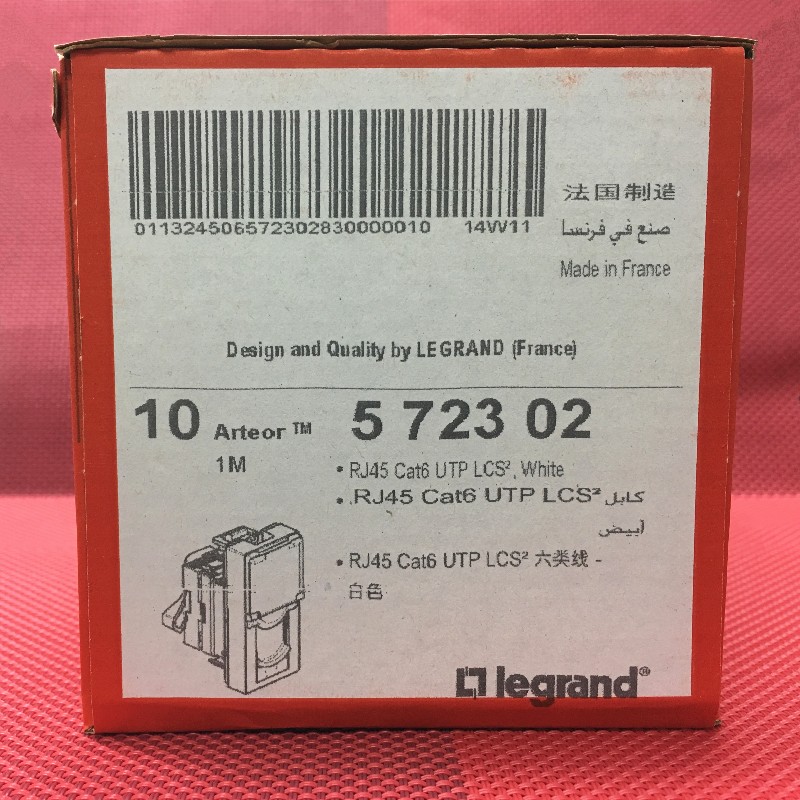 011324506572302830000010 14W11
法国制造
صنع في فرنسا
Made in France
Design and Quality by LEGRAND (France)
10 Arteor™ 5 723 02
1M
• RJ45 Cat6 UTP LCS², White
• .RJ45 Cat6 UTP LCS² كابل
أبيض
• RJ45 Cat6 UTP LCS² 六类线 -
白色
legrand®